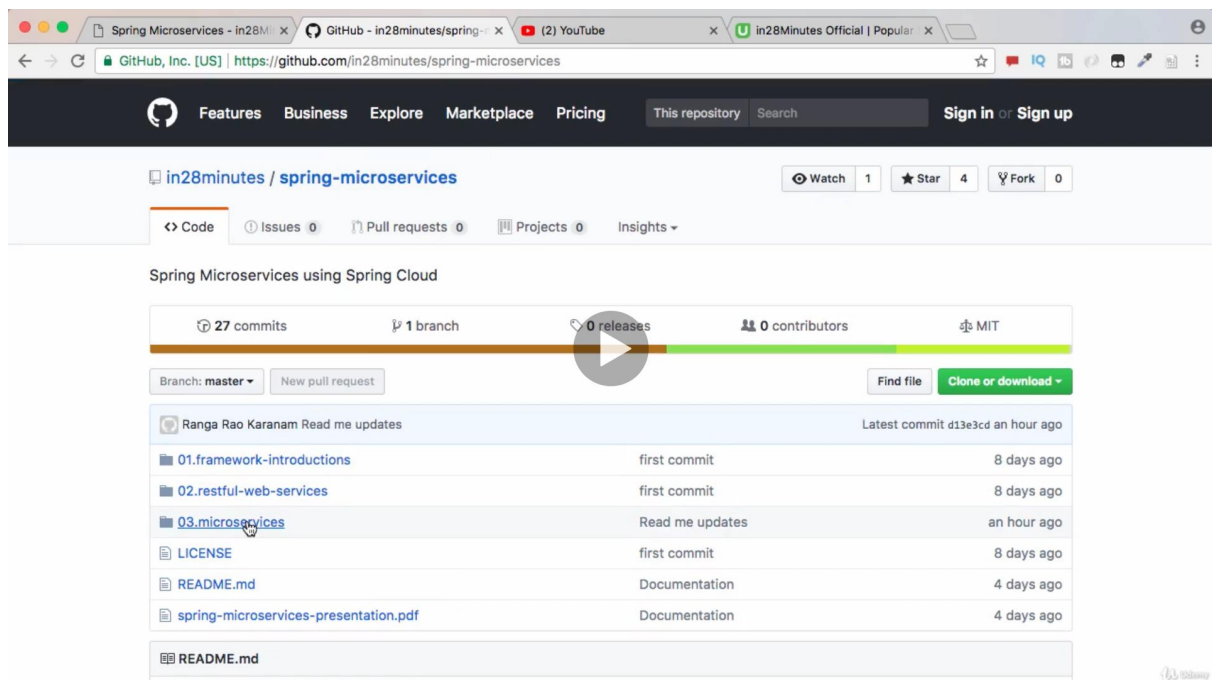 Spring Microservices - in28Mi
GitHub - in28minutes/spring-
(2) YouTube
in28Minutes Official | Popular
GitHub, Inc. [US] | https://github.com/in28minutes/spring-microservices
IQ
Features Business Explore Marketplace Pricing This repository Search Sign in or Sign up
in28minutes / spring-microservices Watch 1 Star 4 Fork 0
<> Code Issues 0 Pull requests 0 Projects 0 Insights
Spring Microservices using Spring Cloud
27 commits 1 branch 0 releases 0 contributors MIT
Branch: master New pull request Find file Clone or download
Ranga Rao Karanam Read me updates Latest commit d13e3cd an hour ago
01.framework-introductions first commit 8 days ago
02.restful-web-services first commit 8 days ago
03.microservices Read me updates an hour ago
LICENSE first commit 8 days ago
README.md Documentation 4 days ago
spring-microservices-presentation.pdf Documentation 4 days ago
README.md
Udemy